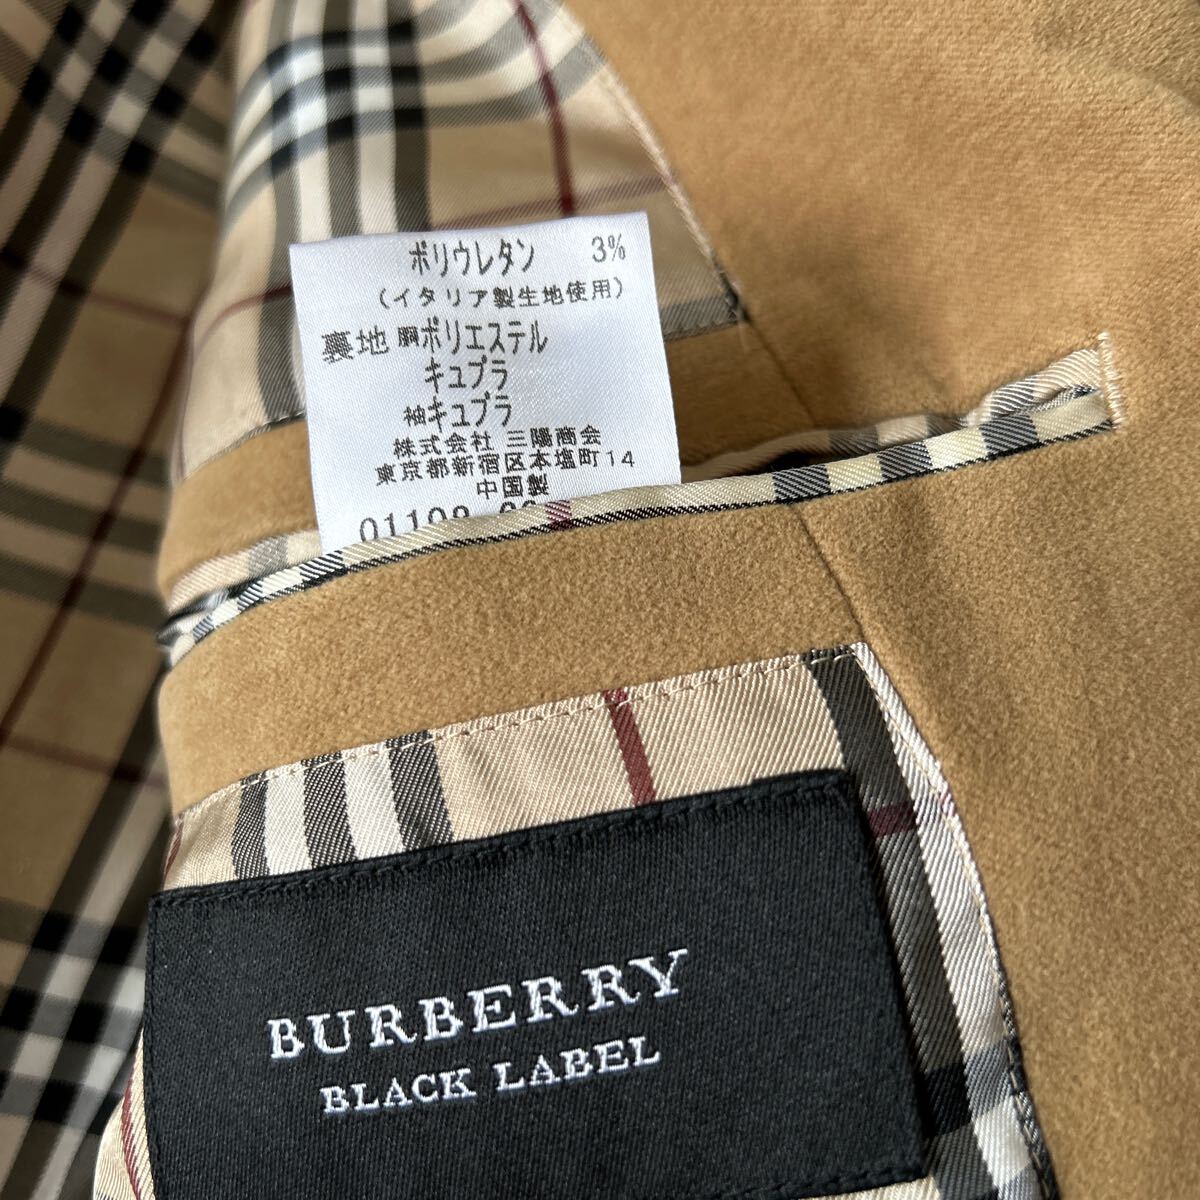 ポリウレタン 3%
(イタリア製生地使用)
裏地 胴ポリエステル
キュプラ
袖キュプラ
株式会社 三陽商会
東京都新宿区本塩町14
中国製
BURBERRY
BLACK LABEL